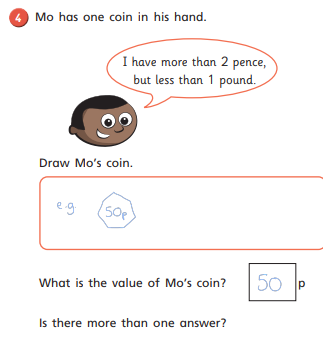 4 Mo has one coin in his hand.
I have more than 2 pence,
but less than 1 pound.
Draw Mo's coin.
e.g. 50p
What is the value of Mo's coin? 50 p
Is there more than one answer?